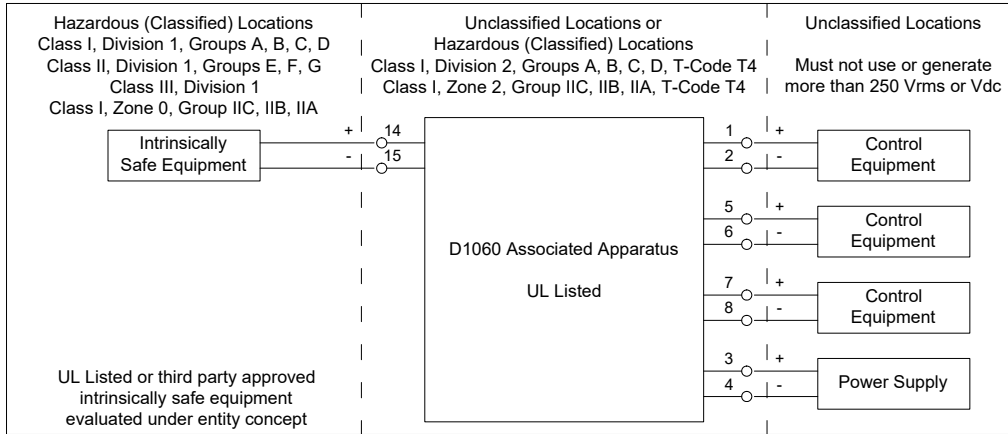 Hazardous (Classified) Locations
Class I, Division 1, Groups A, B, C, D
Class II, Division 1, Groups E, F, G
Class III, Division 1
Class I, Zone 0, Group IIC, IIB, IIA
Unclassified Locations or
Hazardous (Classified) Locations
Class I, Division 2, Groups A, B, C, D, T-Code T4
Class I, Zone 2, Group IIC, IIB, IIA, T-Code T4
Unclassified Locations
Must not use or generate
more than 250 Vrms or Vdc
Intrinsically
Safe Equipment
+ 14
- 15
D1060 Associated Apparatus
UL Listed
1 +
2 -
Control
Equipment
5 +
6 -
Control
Equipment
7 +
8 -
Control
Equipment
3 +
4 -
Power Supply
UL Listed or third party approved
intrinsically safe equipment
evaluated under entity concept